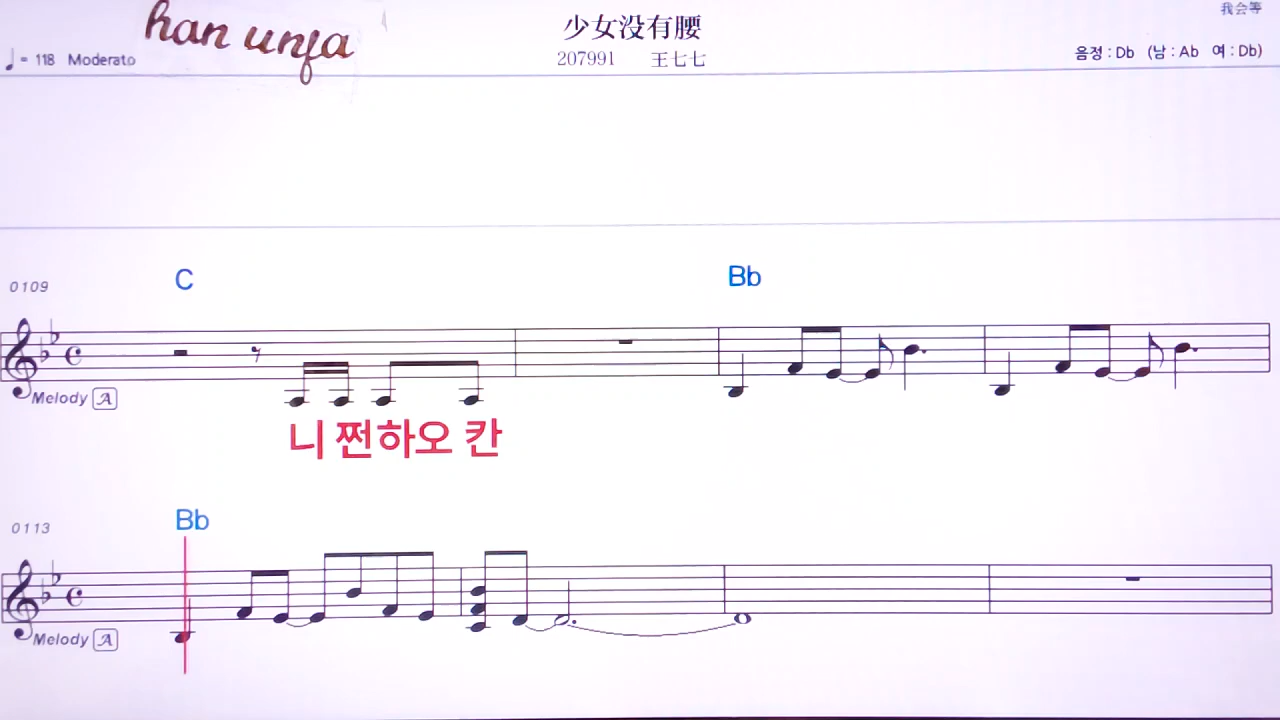 han unja
少女没有腰
我会等
♩= 118 Moderato
207991 王七七
음정 : Db (남 : Ab 여 : Db)
0109
C
Bb
Melody A
니 쩐하오 칸
0113
Bb
Melody A